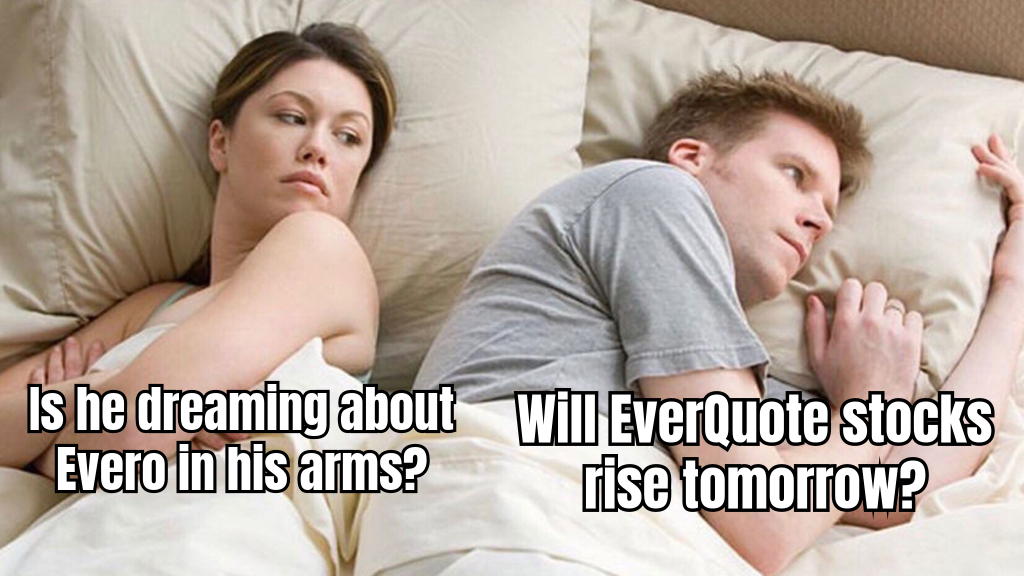 Is he dreaming about
Evero in his arms?
Will EverQuote stocks
rise tomorrow?